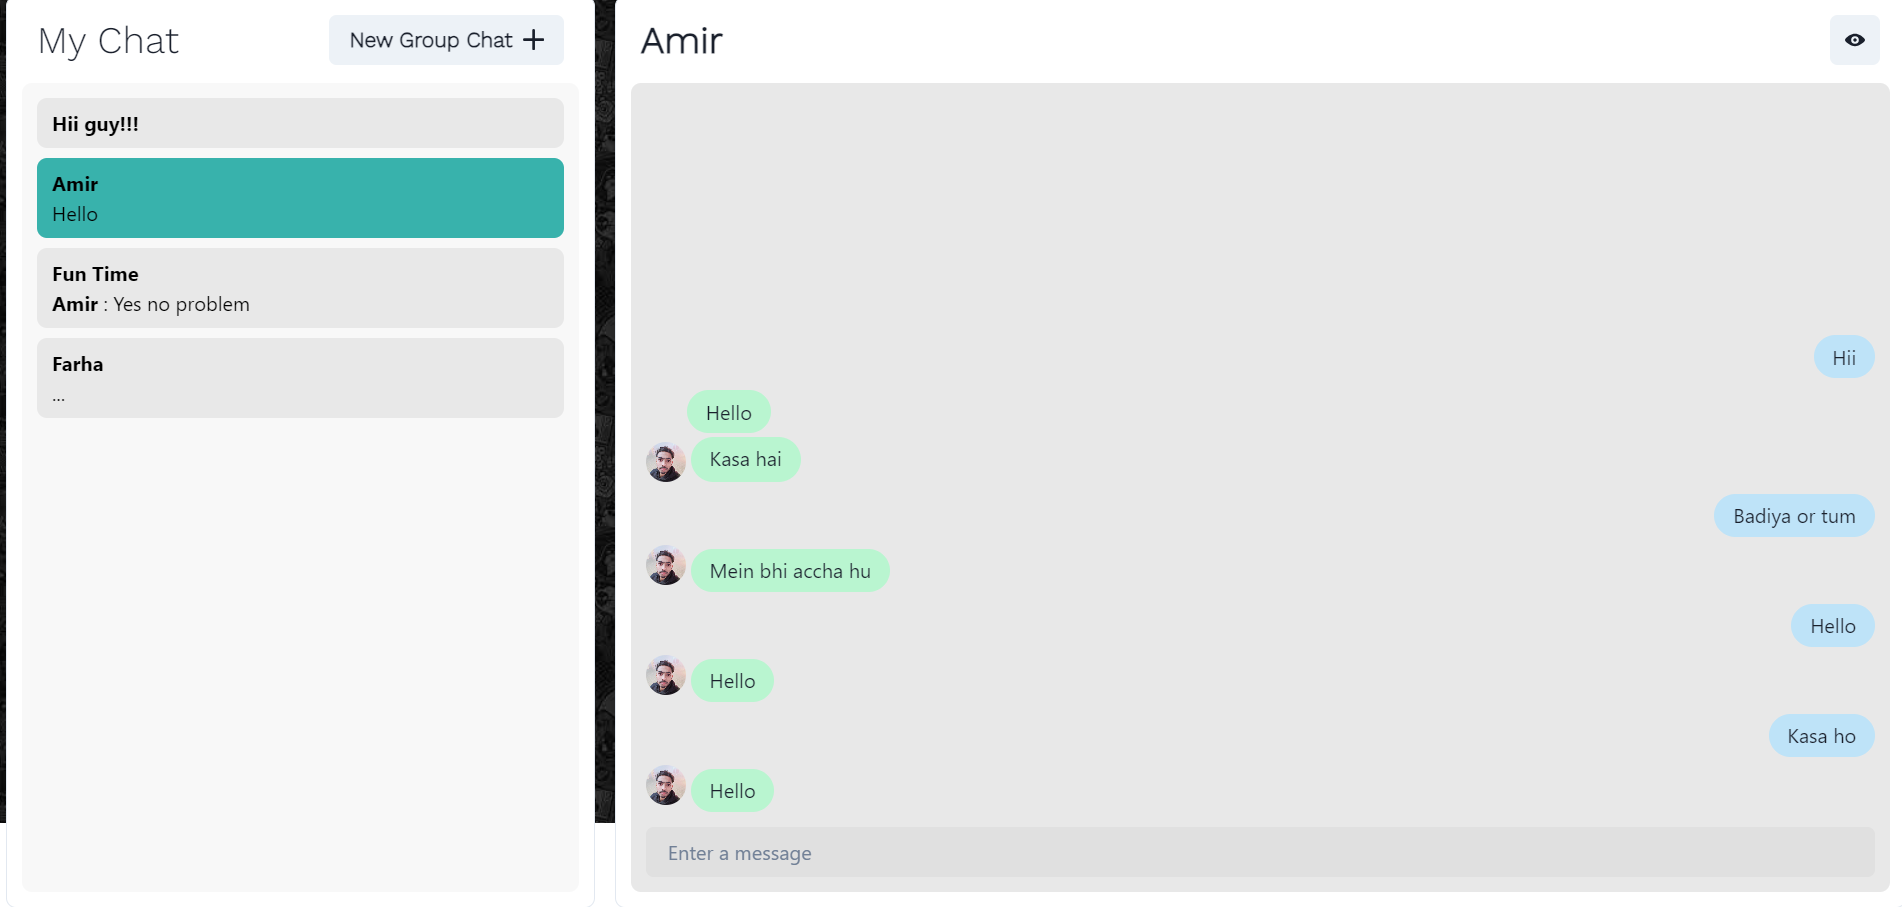 My Chat
New Group Chat
Hii guy!!!
Amir
Hello
Fun Time
Amir : Yes no problem
Farha
...
Amir
Hii
Hello
Kasa hai
Badiya or tum
Mein bhi accha hu
Hello
Hello
Kasa ho
Hello
Enter a message